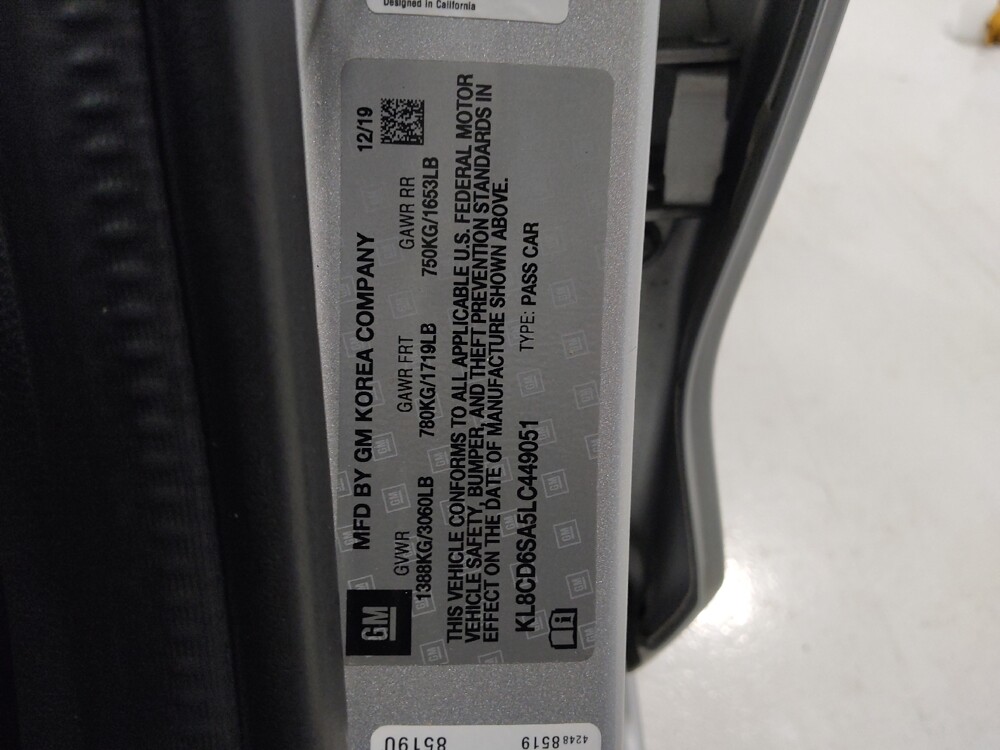 Designed in California
12/19
MFD BY GM KOREA COMPANY
GVWR GAWR FRT GAWR RR
1388KG/3060LB 780KG/1719LB 750KG/1653LB
THIS VEHICLE CONFORMS TO ALL APPLICABLE U.S. FEDERAL MOTOR
VEHICLE SAFETY, BUMPER, AND THEFT PREVENTION STANDARDS IN
EFFECT ON THE DATE OF MANUFACTURE SHOWN ABOVE.
KL8CD6SA5LC449051 TYPE: PASS CAR
GM
4248 8519
85190